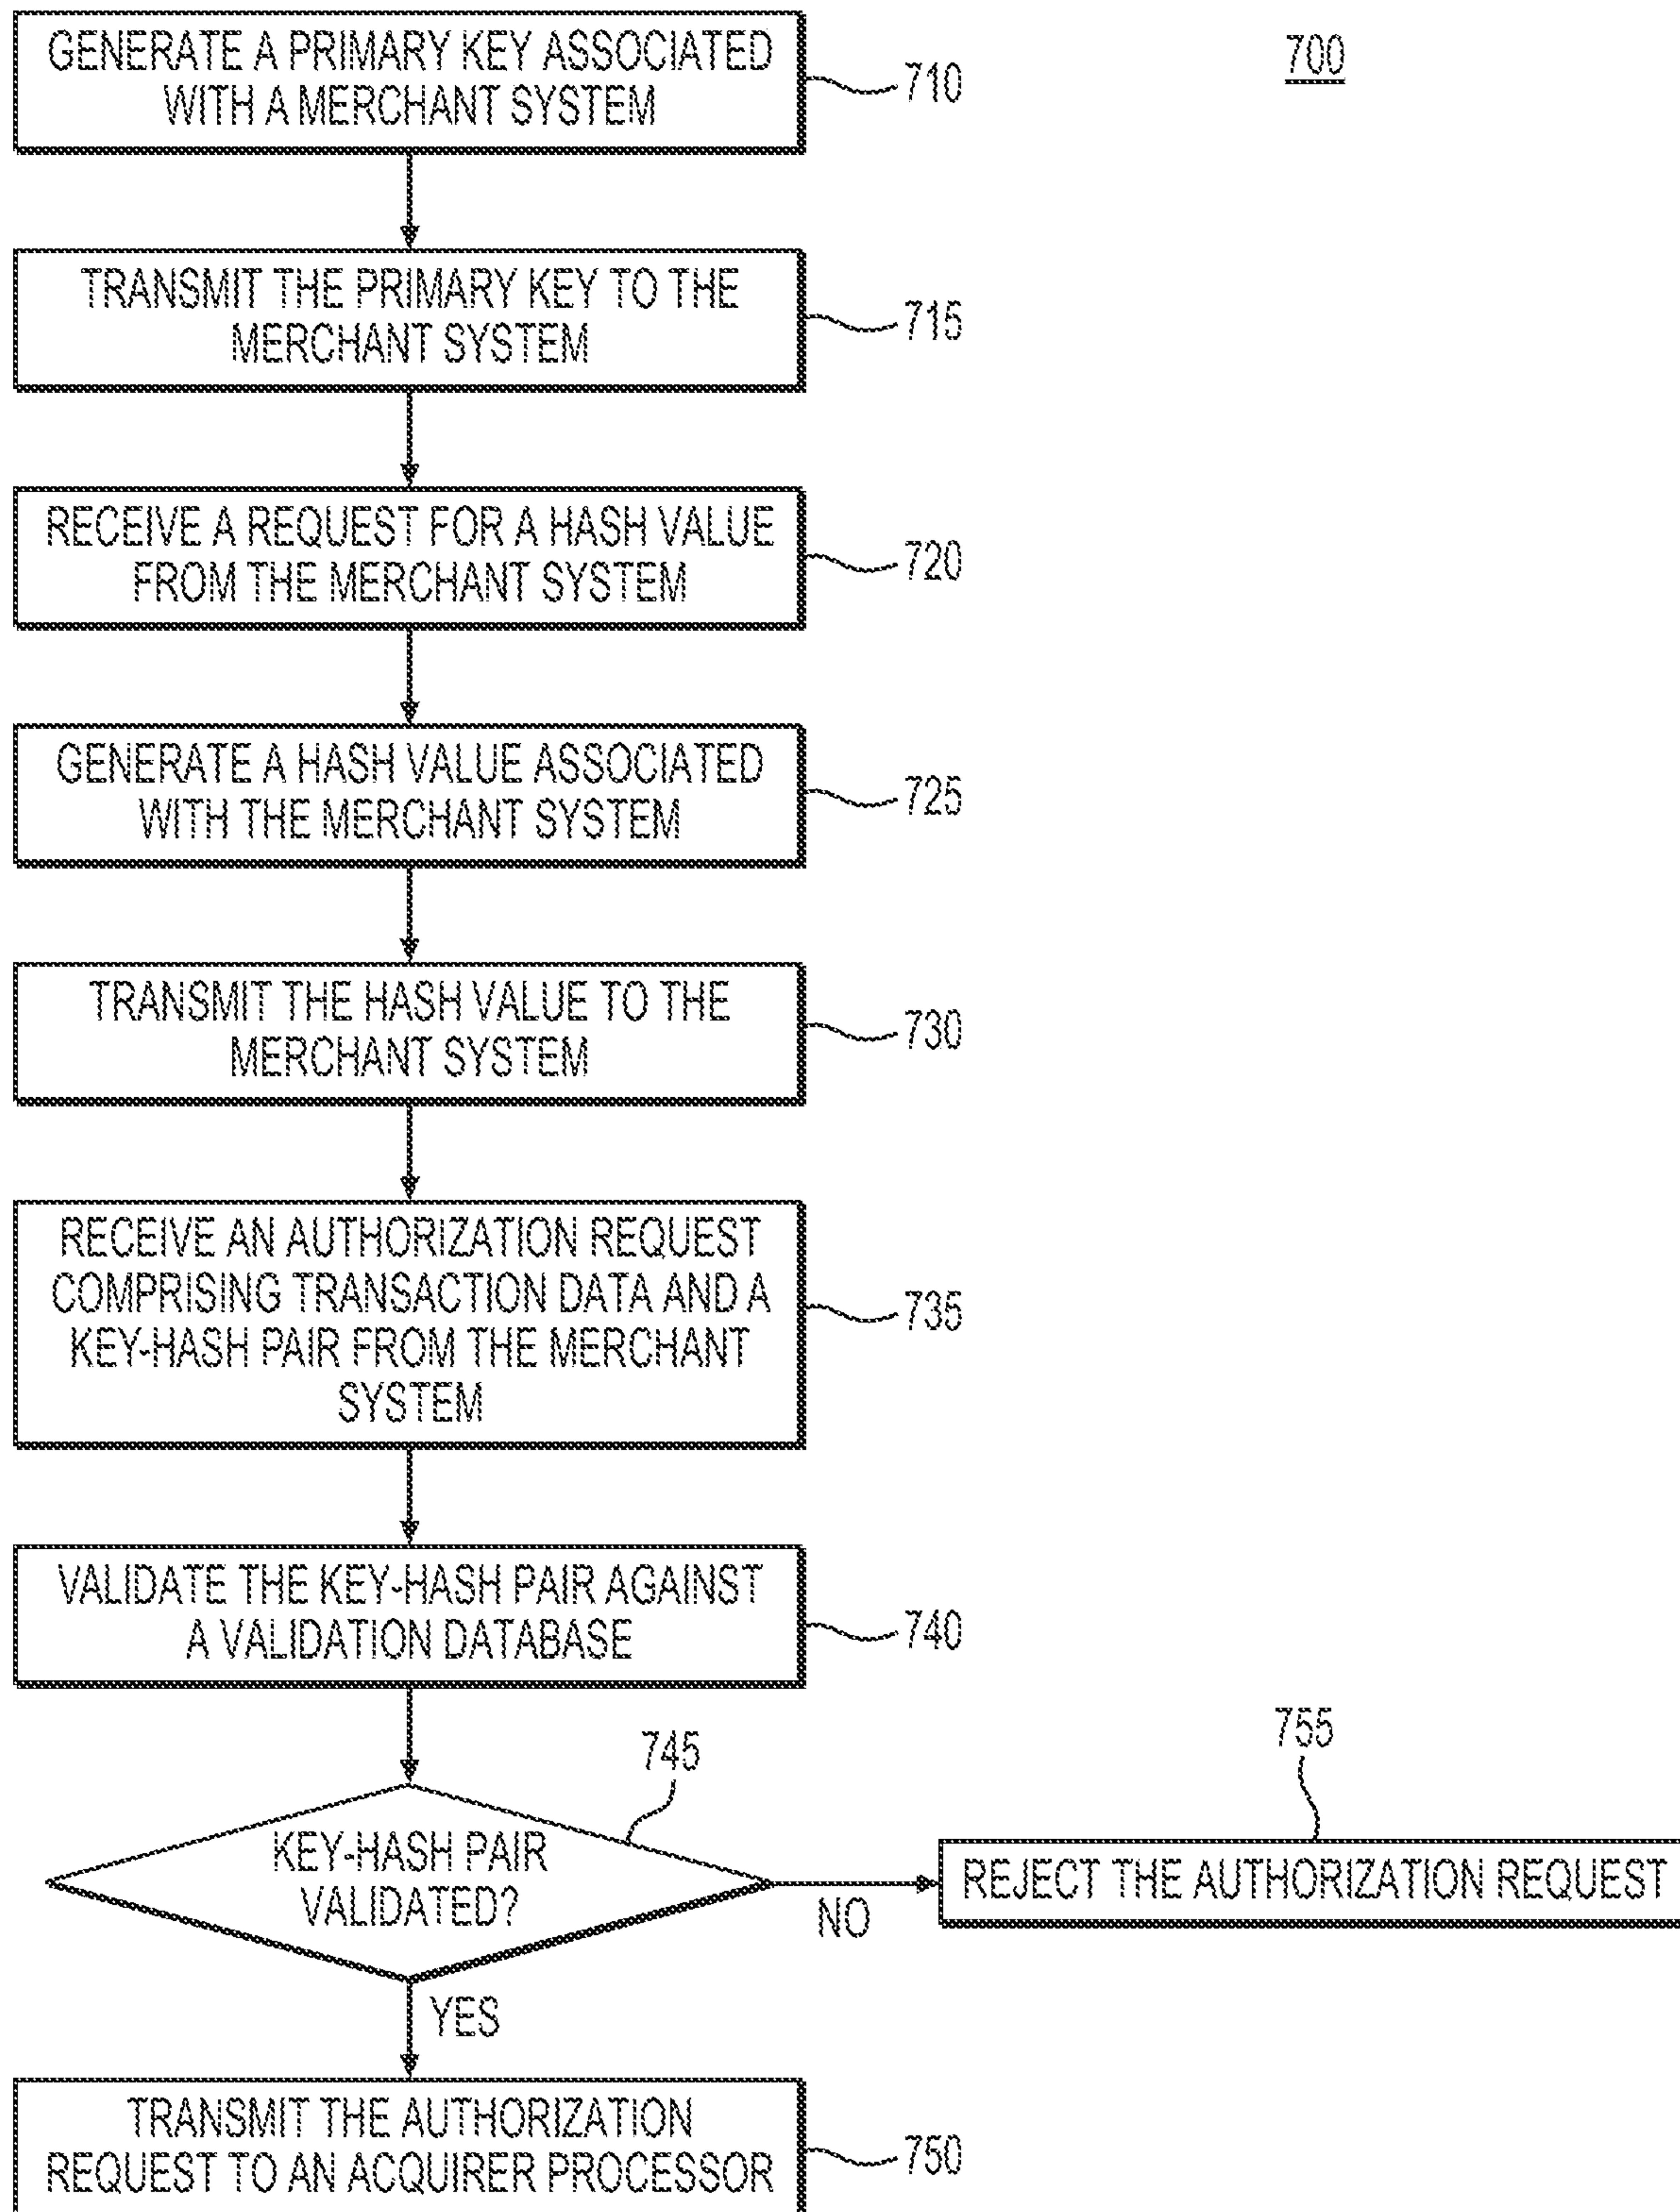 700
GENERATE A PRIMARY KEY ASSOCIATED
WITH A MERCHANT SYSTEM
710
TRANSMIT THE PRIMARY KEY TO THE
MERCHANT SYSTEM
715
RECEIVE A REQUEST FOR A HASH VALUE
FROM THE MERCHANT SYSTEM
720
GENERATE A HASH VALUE ASSOCIATED
WITH THE MERCHANT SYSTEM
725
TRANSMIT THE HASH VALUE TO THE
MERCHANT SYSTEM
730
RECEIVE AN AUTHORIZATION REQUEST
COMPRISING TRANSACTION DATA AND A
KEY-HASH PAIR FROM THE MERCHANT
SYSTEM
735
VALIDATE THE KEY-HASH PAIR AGAINST
A VALIDATION DATABASE
740
745
KEY-HASH PAIR
VALIDATED?
NO
755
REJECT THE AUTHORIZATION REQUEST
YES
TRANSMIT THE AUTHORIZATION
REQUEST TO AN ACQUIRER PROCESSOR
750